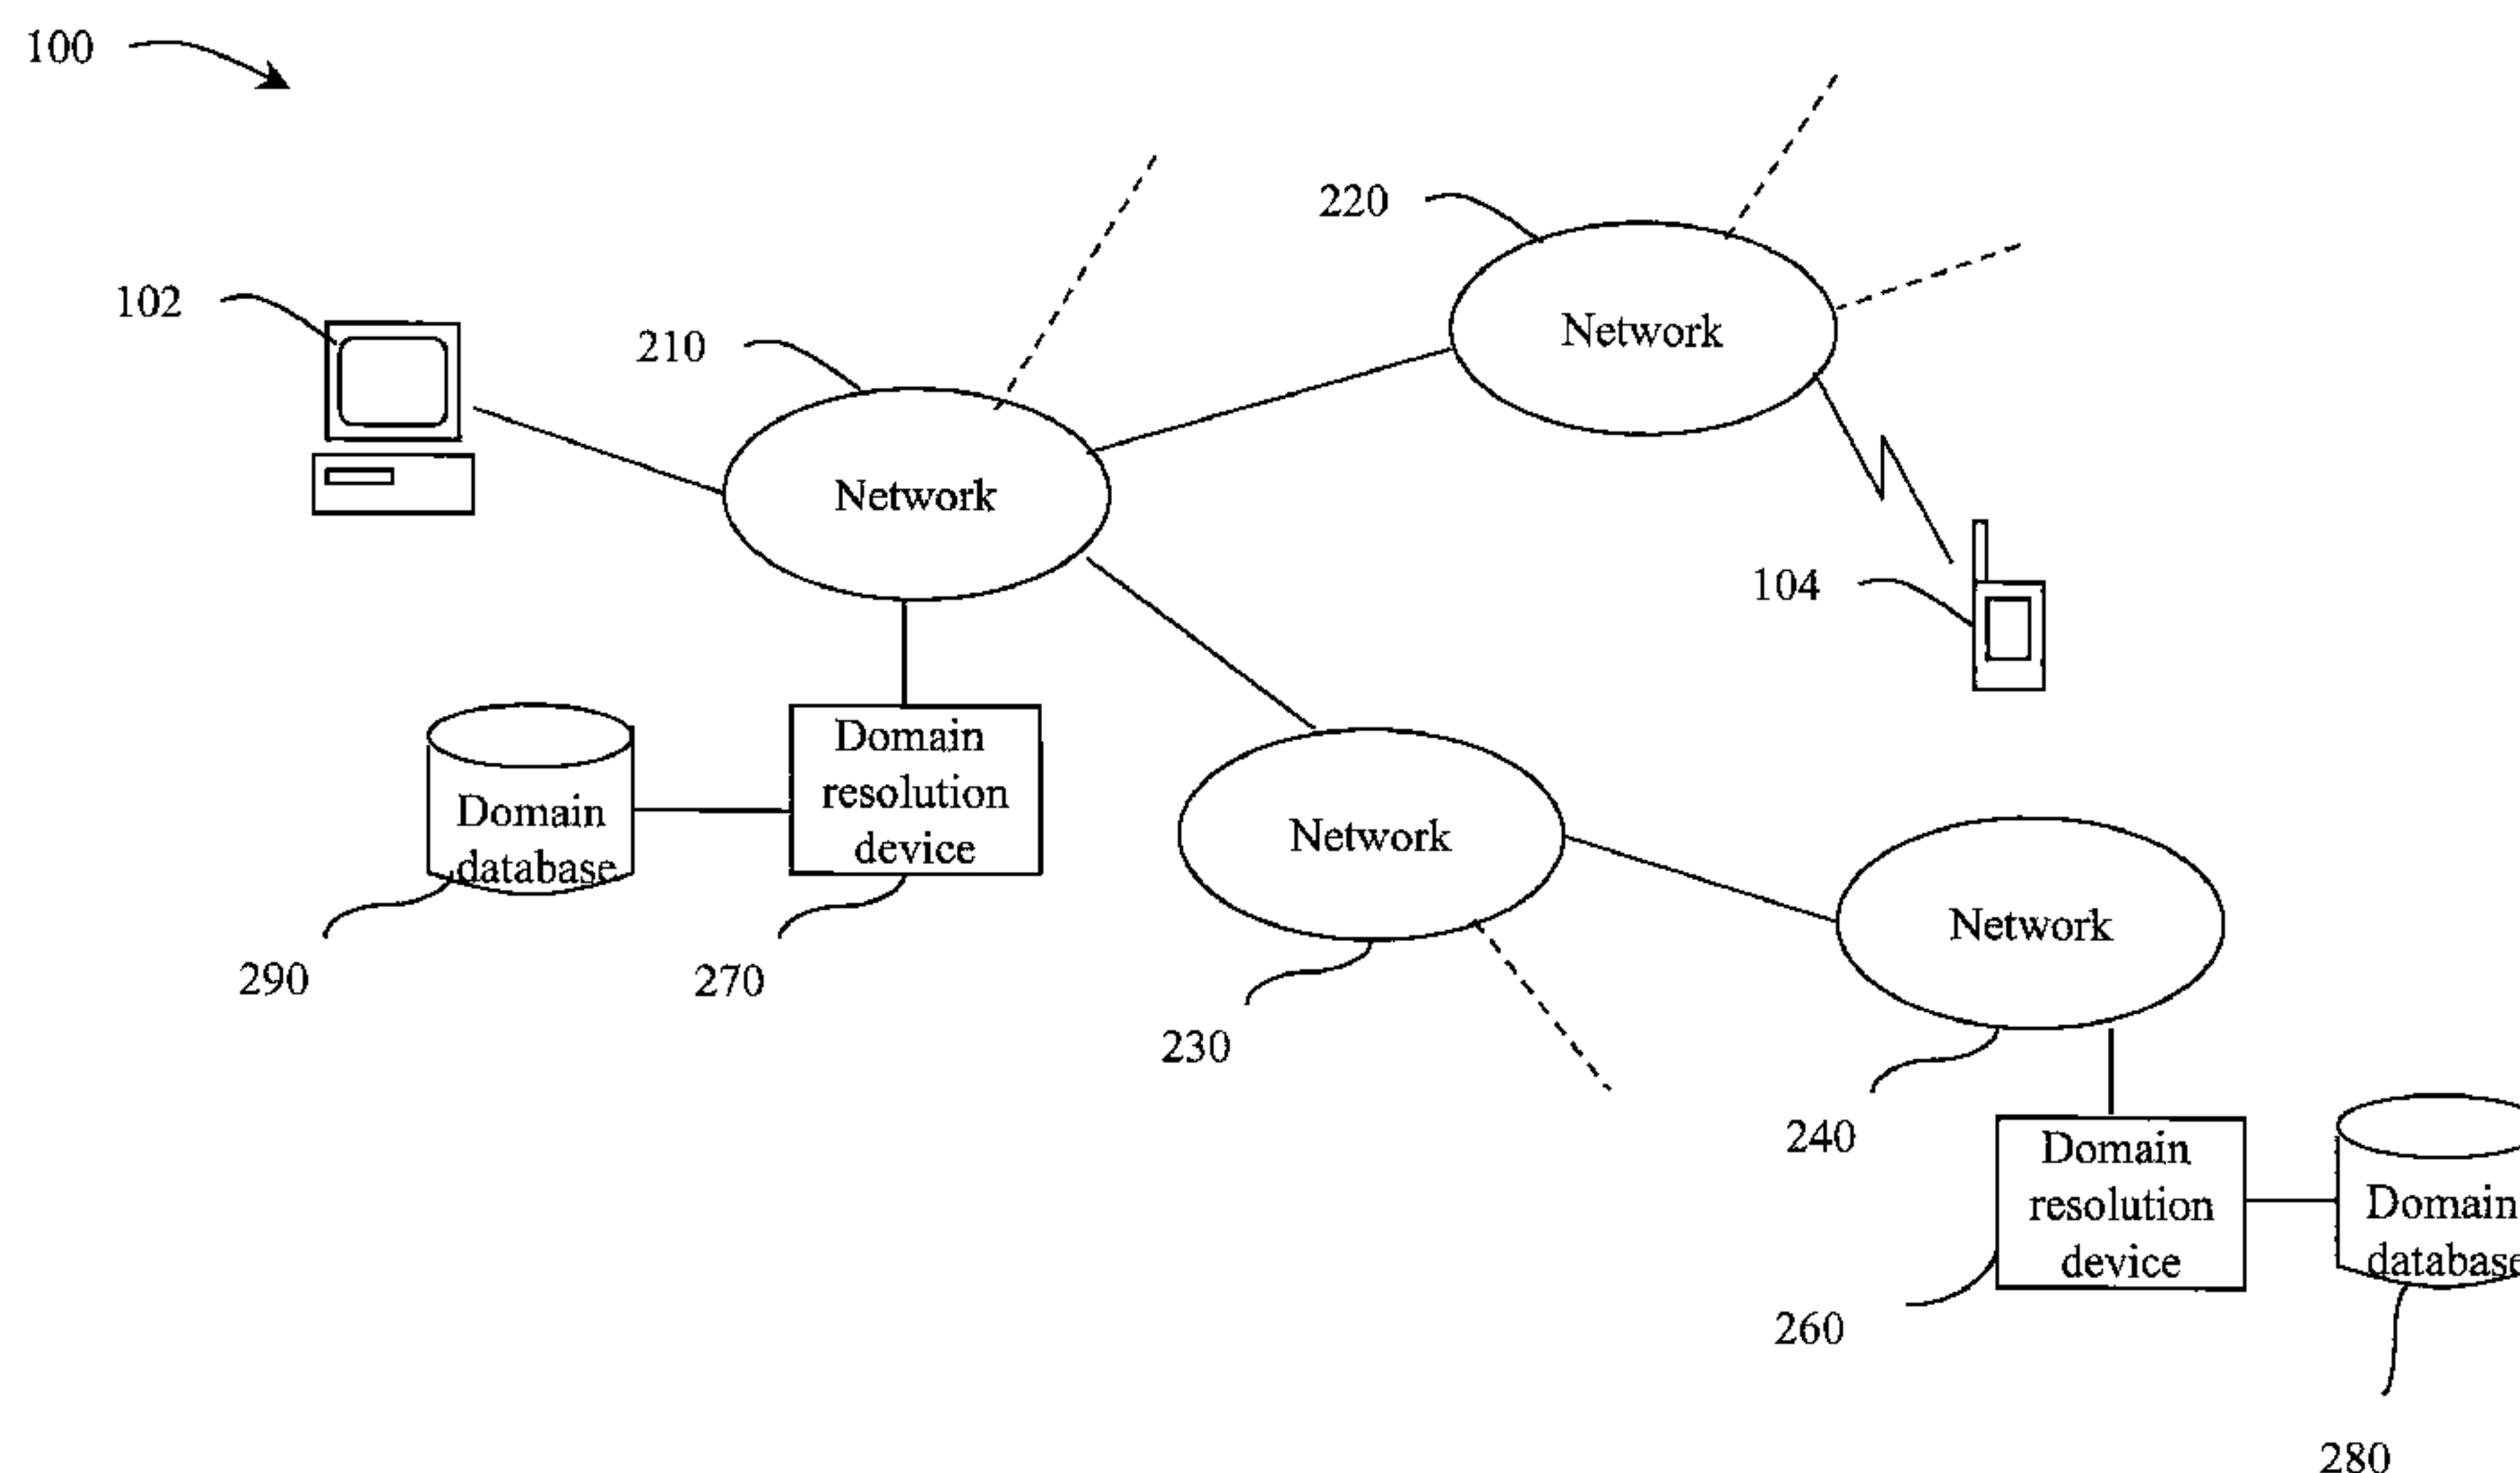 100
220
102
210
Network
Network
104
Domain
resolution
device
Domain
database
Network
Network
290
270
230
240
Domain
resolution
device
Domain
database
260
280